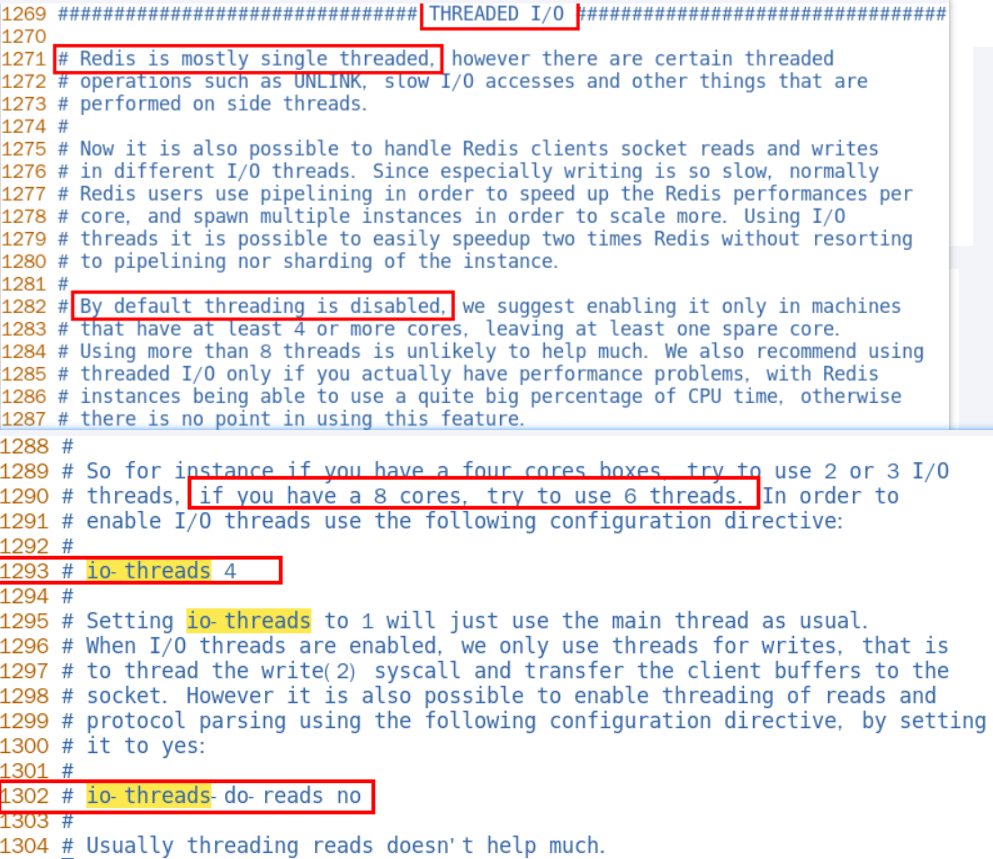 1269 ################################ THREADED I/O #################################
1270
1271 # Redis is mostly single threaded, however there are certain threaded
1272 # operations such as UNLINK, slow I/O accesses and other things that are
1273 # performed on side threads.
1274 #
1275 # Now it is also possible to handle Redis clients socket reads and writes
1276 # in different I/O threads. Since especially writing is so slow, normally
1277 # Redis users use pipelining in order to speed up the Redis performances per
1278 # core, and spawn multiple instances in order to scale more. Using I/O
1279 # threads it is possible to easily speedup two times Redis without resorting
1280 # to pipelining nor sharding of the instance.
1281 #
1282 # By default threading is disabled, we suggest enabling it only in machines
1283 # that have at least 4 or more cores, leaving at least one spare core.
1284 # Using more than 8 threads is unlikely to help much. We also recommend using
1285 # threaded I/O only if you actually have performance problems, with Redis
1286 # instances being able to use a quite big percentage of CPU time, otherwise
1287 # there is no point in using this feature.
1288 #
1289 # So for instance if you have a four cores boxes, try to use 2 or 3 I/O
1290 # threads, if you have a 8 cores, try to use 6 threads. In order to
1291 # enable I/O threads use the following configuration directive:
1292 #
1293 # io-threads 4
1294 #
1295 # Setting io-threads to 1 will just use the main thread as usual.
1296 # When I/O threads are enabled, we only use threads for writes, that is
1297 # to thread the write(2) syscall and transfer the client buffers to the
1298 # socket. However it is also possible to enable threading of reads and
1299 # protocol parsing using the following configuration directive, by setting
1300 # it to yes:
1301 #
1302 # io-threads-do-reads no
1303 #
1304 # Usually threading reads doesn't help much.